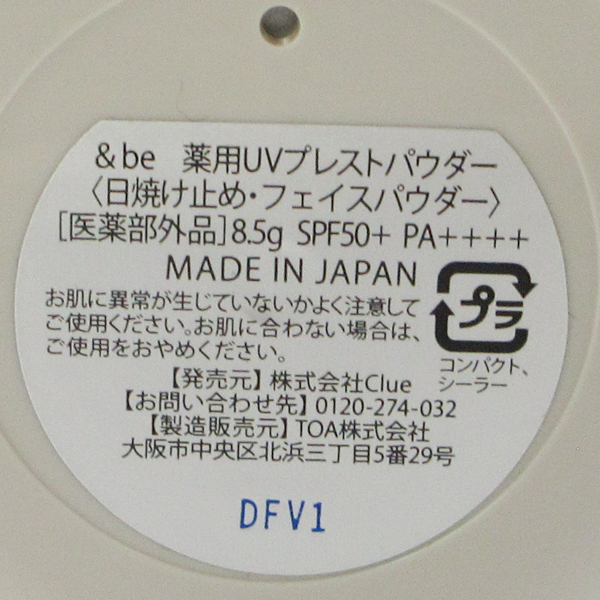 &be 薬用UVプレストパウダー
〈日焼け止め・フェイスパウダー〉
[医薬部外品]8.5g SPF50+ PA++++
MADE IN JAPAN
お肌に異常が生じていないかよく注意して
ご使用ください。お肌に合わない場合は、
ご使用をおやめください。
プラ
コンパクト、
シーラー
【発売元】株式会社Clue
【お問い合わせ先】0120-274-032
【製造販売元】TOA株式会社
大阪市中央区北浜三丁目5番29号
DFV1